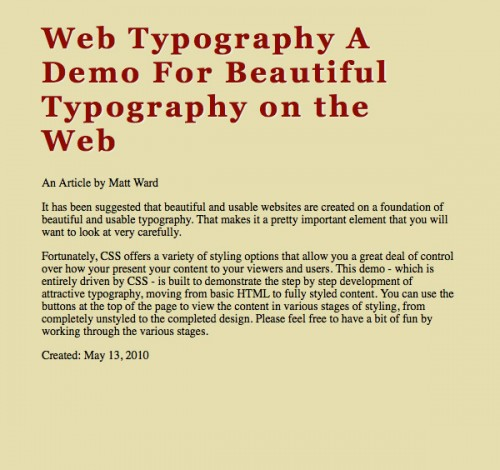 Web Typography A
Demo For Beautiful
Typography on the
Web
An Article by Matt Ward
It has been suggested that beautiful and usable websites are created on a foundation of
beautiful and usable typography. That makes it a pretty important element that you will
want to look at very carefully.
Fortunately, CSS offers a variety of styling options that allow you a great deal of control
over how your present your content to your viewers and users. This demo - which is
entirely driven by CSS - is built to demonstrate the step by step development of
attractive typography, moving from basic HTML to fully styled content. You can use the
buttons at the top of the page to view the content in various stages of styling, from
completely unstyled to the completed design. Please feel free to have a bit of fun by
working through the various stages.
Created: May 13, 2010